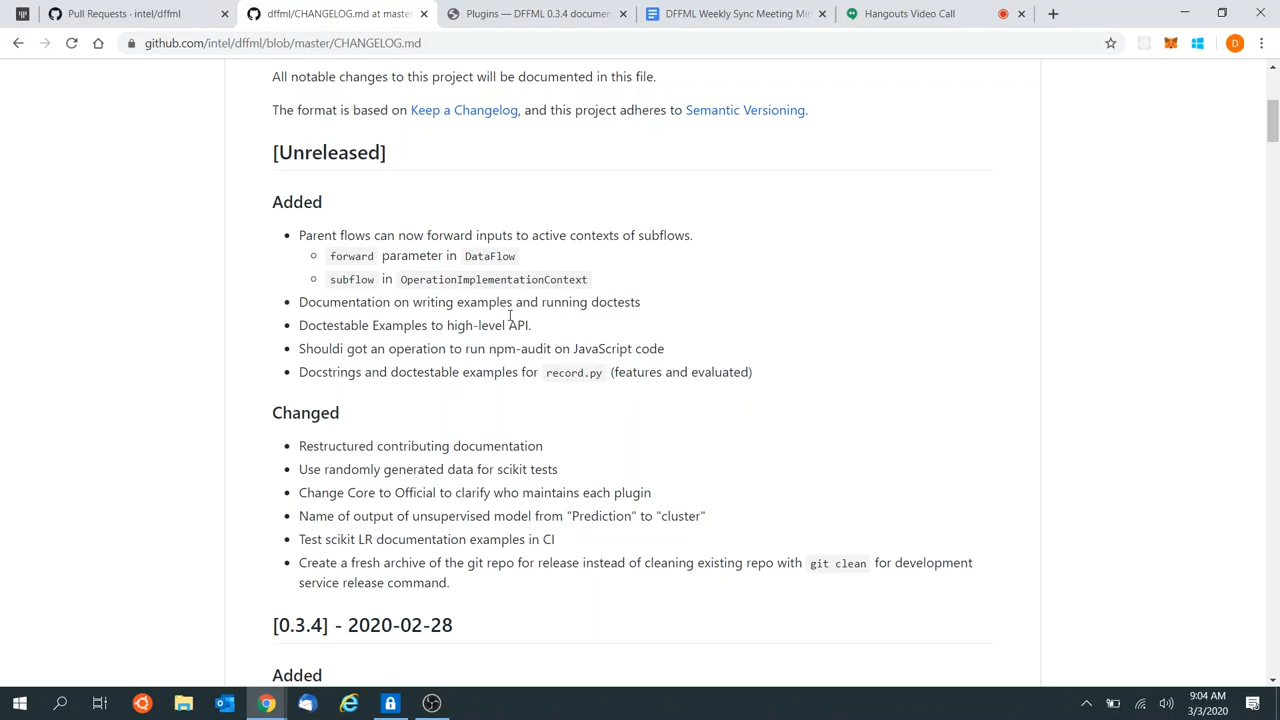 Pull Requests · intel/dffml
dffml/CHANGELOG.md at master
Plugins — DFFML 0.3.4 documen
DFFML Weekly Sync Meeting Min
Hangouts Video Call
github.com/intel/dffml/blob/master/CHANGELOG.md
D
All notable changes to this project will be documented in this file.
The format is based on Keep a Changelog, and this project adheres to Semantic Versioning.
[Unreleased]
Added
Parent flows can now forward inputs to active contexts of subflows.
forward parameter in DataFlow
subflow in OperationImplementationContext
Documentation on writing examples and running doctests
Doctestable Examples to high-level API.
Shouldi got an operation to run npm-audit on JavaScript code
Docstrings and doctestable examples for record.py (features and evaluated)
Changed
Restructured contributing documentation
Use randomly generated data for scikit tests
Change Core to Official to clarify who maintains each plugin
Name of output of unsupervised model from "Prediction" to "cluster"
Test scikit LR documentation examples in CI
Create a fresh archive of the git repo for release instead of cleaning existing repo with git clean for development
service release command.
[0.3.4] - 2020-02-28
Added
9:04 AM
3/3/2020